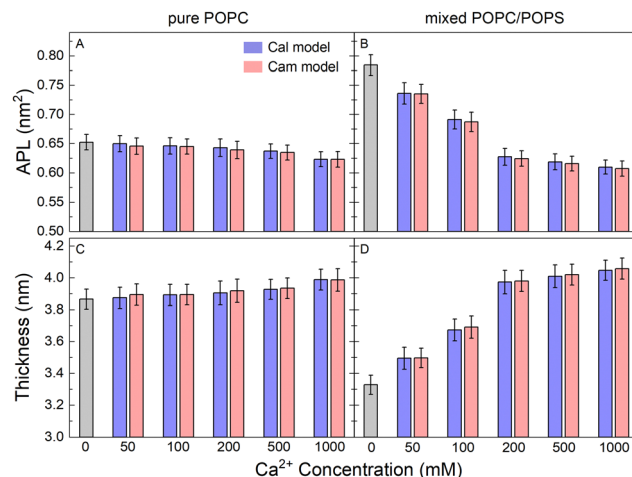 pure POPC
mixed POPC/POPS
A
Cal model
Cam model
B
APL (nm²)
0.80
0.75
0.70
0.65
0.60
0.55
0.50
C
D
Thickness (nm)
4.2
4.0
3.8
3.6
3.4
3.2
3.0
0 50 100 200 500 1000
0 50 100 200 500 1000
Ca²⁺ Concentration (mM)